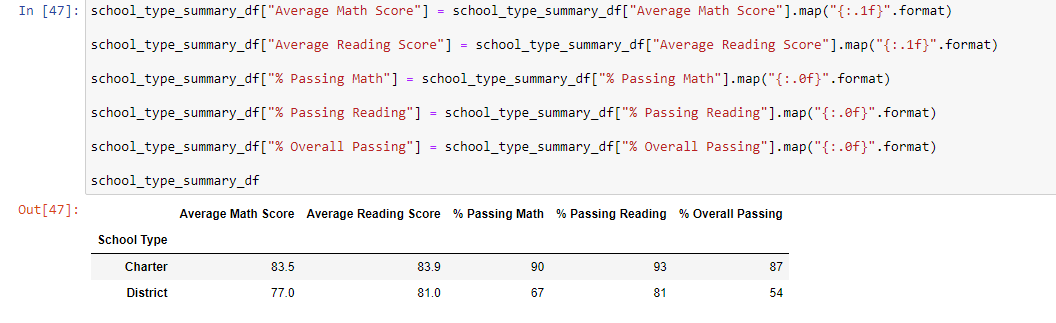 In [47]: school_type_summary_df["Average Math Score"] = school_type_summary_df["Average Math Score"].map("{:.1f}".format)
school_type_summary_df["Average Reading Score"] = school_type_summary_df["Average Reading Score"].map("{:.1f}".format)
school_type_summary_df["% Passing Math"] = school_type_summary_df["% Passing Math"].map("{:.0f}".format)
school_type_summary_df["% Passing Reading"] = school_type_summary_df["% Passing Reading"].map("{:.0f}".format)
school_type_summary_df["% Overall Passing"] = school_type_summary_df["% Overall Passing"].map("{:.0f}".format)
school_type_summary_df
Out[47]:
Average Math Score Average Reading Score % Passing Math % Passing Reading % Overall Passing
School Type
Charter 83.5 83.9 90 93 87
District 77.0 81.0 67 81 54